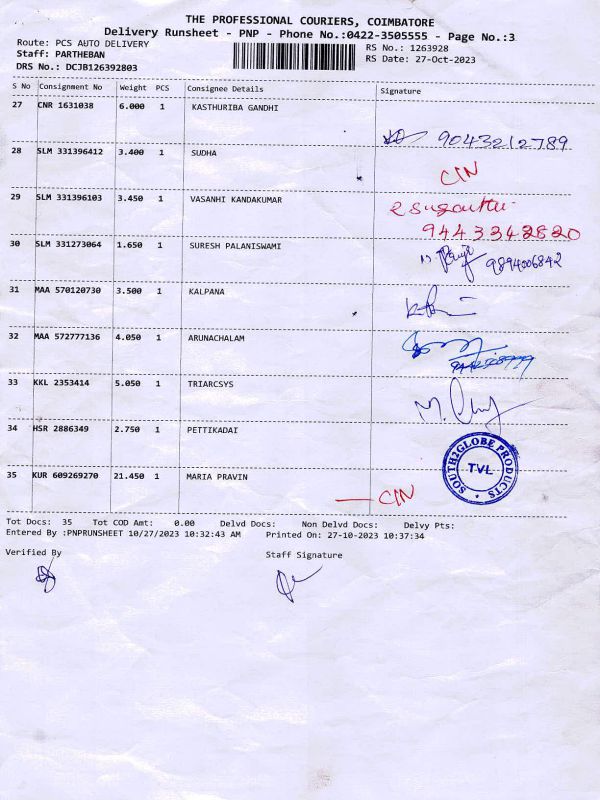 THE PROFESSIONAL COURIERS, COIMBATORE
Delivery Runsheet - PNP - Phone No.:0422-3505555 - Page No.:3
Route: PCS AUTO DELIVERY
RS No.: 1263928
Staff: PARTHEBAN
RS Date: 27-Oct-2023
DRS No.: DCJB126392803
S No Consignment No Weight PCS Consignee Details Signature
27 CNR 1631038 6.000 1 KASTHURIBA GANDHI
9043212789
28 SLM 331396412 3.400 1 SUDHA
CIN
29 SLM 331396103 3.450 1 VASANHI KANDAKUMAR
9443342820
30 SLM 331273064 1.650 1 SURESH PALANISWAMI
9894006842
31 MAA 570120730 3.500 1 KALPANA
32 MAA 572777136 4.050 1 ARUNACHALAM
33 KKL 2353414 5.050 1 TRIARCSYS
34 HSR 2886349 2.750 1 PETTIKADAI
SOUTH2GLOBE PRODUCTS
TVL
35 KUR 609269270 21.450 1 MARIA PRAVIN
CIN
Tot Docs: 35 Tot COD Amt: 0.00 Delvd Docs: Non Delvd Docs: Delvy Pts:
Entered By :PNPRUNSHEET 10/27/2023 10:32:43 AM Printed On: 27-10-2023 10:37:34
Verified By Staff Signature